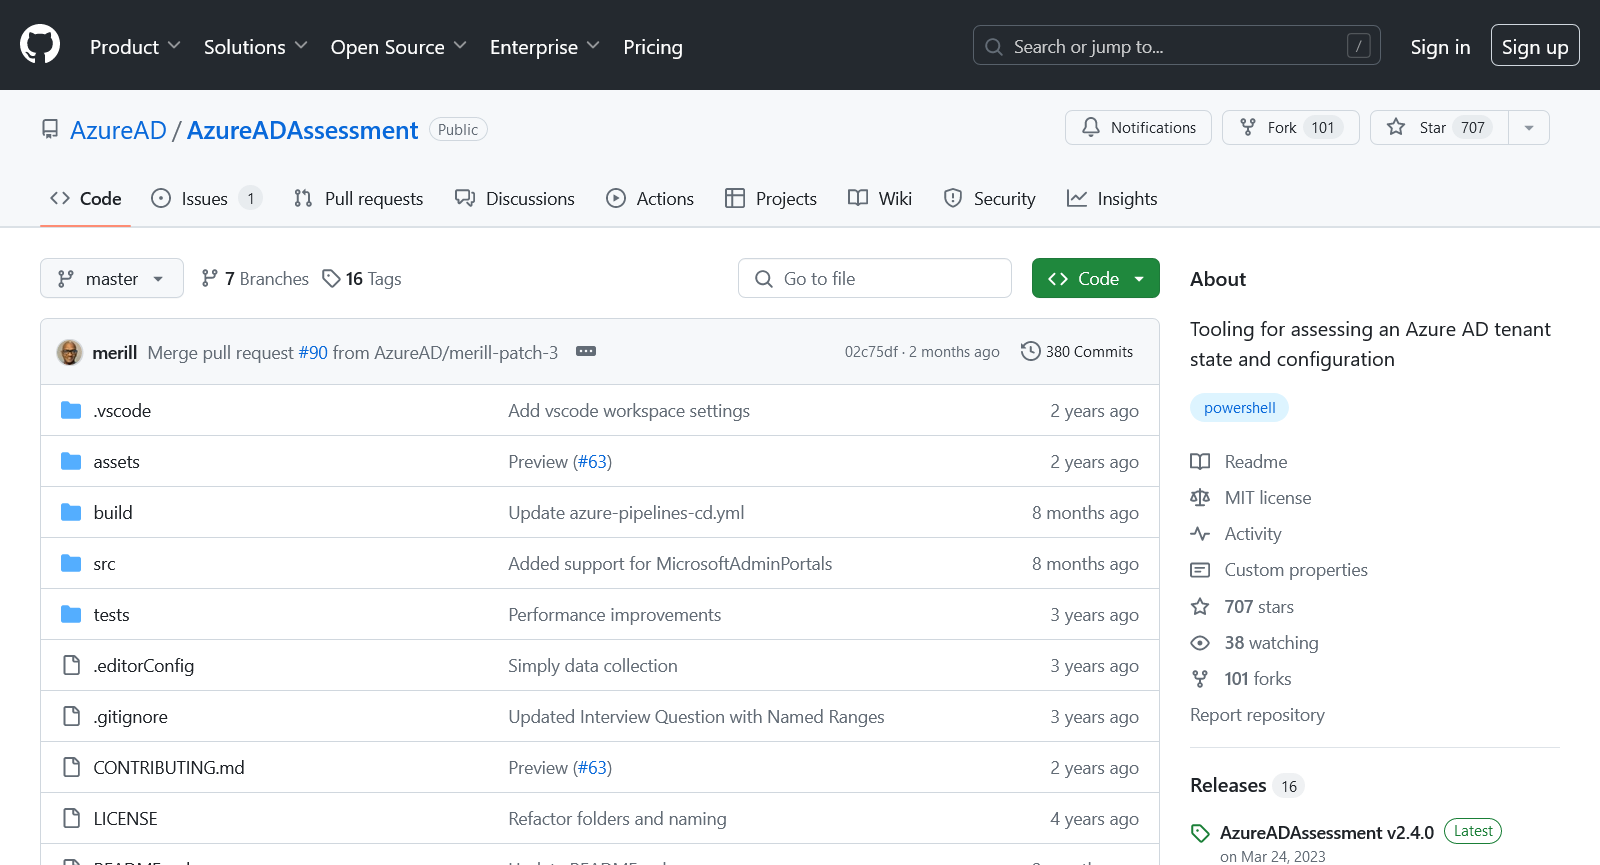 Product Solutions Open Source Enterprise Pricing Search or jump to... / Sign in Sign up
AzureAD / AzureADAssessment Public Notifications Fork 101 Star 707
Code Issues 1 Pull requests Discussions Actions Projects Wiki Security Insights
master 7 Branches 16 Tags Go to file Code
merill Merge pull request #90 from AzureAD/merill-patch-3 02c75df · 2 months ago 380 Commits
.vscode Add vscode workspace settings 2 years ago
assets Preview (#63) 2 years ago
build Update azure-pipelines-cd.yml 8 months ago
src Added support for MicrosoftAdminPortals 8 months ago
tests Performance improvements 3 years ago
.editorConfig Simply data collection 3 years ago
.gitignore Updated Interview Question with Named Ranges 3 years ago
CONTRIBUTING.md Preview (#63) 2 years ago
LICENSE Refactor folders and naming 4 years ago
About
Tooling for assessing an Azure AD tenant
state and configuration
powershell
Readme
MIT license
Activity
Custom properties
707 stars
38 watching
101 forks
Report repository
Releases 16
AzureADAssessment v2.4.0 Latest
on Mar 24, 2023